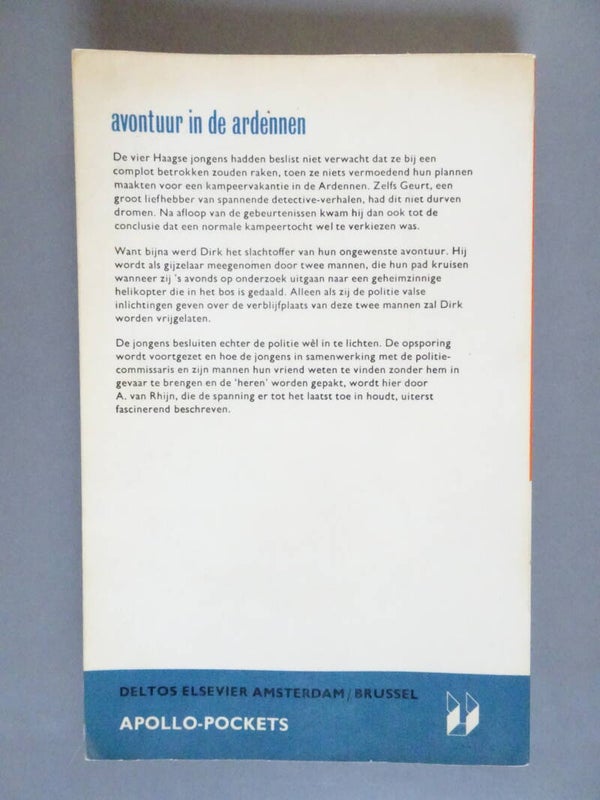 avontuur in de ardennen
De vier Haagse jongens hadden beslist niet verwacht dat ze bij een
complot betrokken zouden raken, toen ze niets vermoedend hun plannen
maakten voor een kampeervakantie in de Ardennen. Zelfs Geurt, een
groot liefhebber van spannende detective-verhalen, had dit niet durven
dromen. Na afloop van de gebeurtenissen kwam hij dan ook tot de
conclusie dat een normale kampeertocht wel te verkiezen was.
Want bijna werd Dirk het slachtoffer van hun ongewenste avontuur. Hij
wordt als gijzelaar meegenomen door twee mannen, die hun pad kruisen
wanneer zij 's avonds op onderzoek uitgaan naar een geheimzinnige
helikopter die in het bos is gedaald. Alleen als zij de politie valse
inlichtingen geven over de verblijfplaats van deze twee mannen zal Dirk
worden vrijgelaten.
De jongens besluiten echter de politie wèl in te lichten. De opsporing
wordt voortgezet en hoe de jongens in samenwerking met de politie-
commissaris en zijn mannen hun vriend weten te vinden zonder hem in
gevaar te brengen en de 'heren' worden gepakt, wordt hier door
A. van Rhijn, die de spanning er tot het laatst toe in houdt, uiterst
fascinerend beschreven.
DELTOS ELSEVIER AMSTERDAM/BRUSSEL
APOLLO-POCKETS